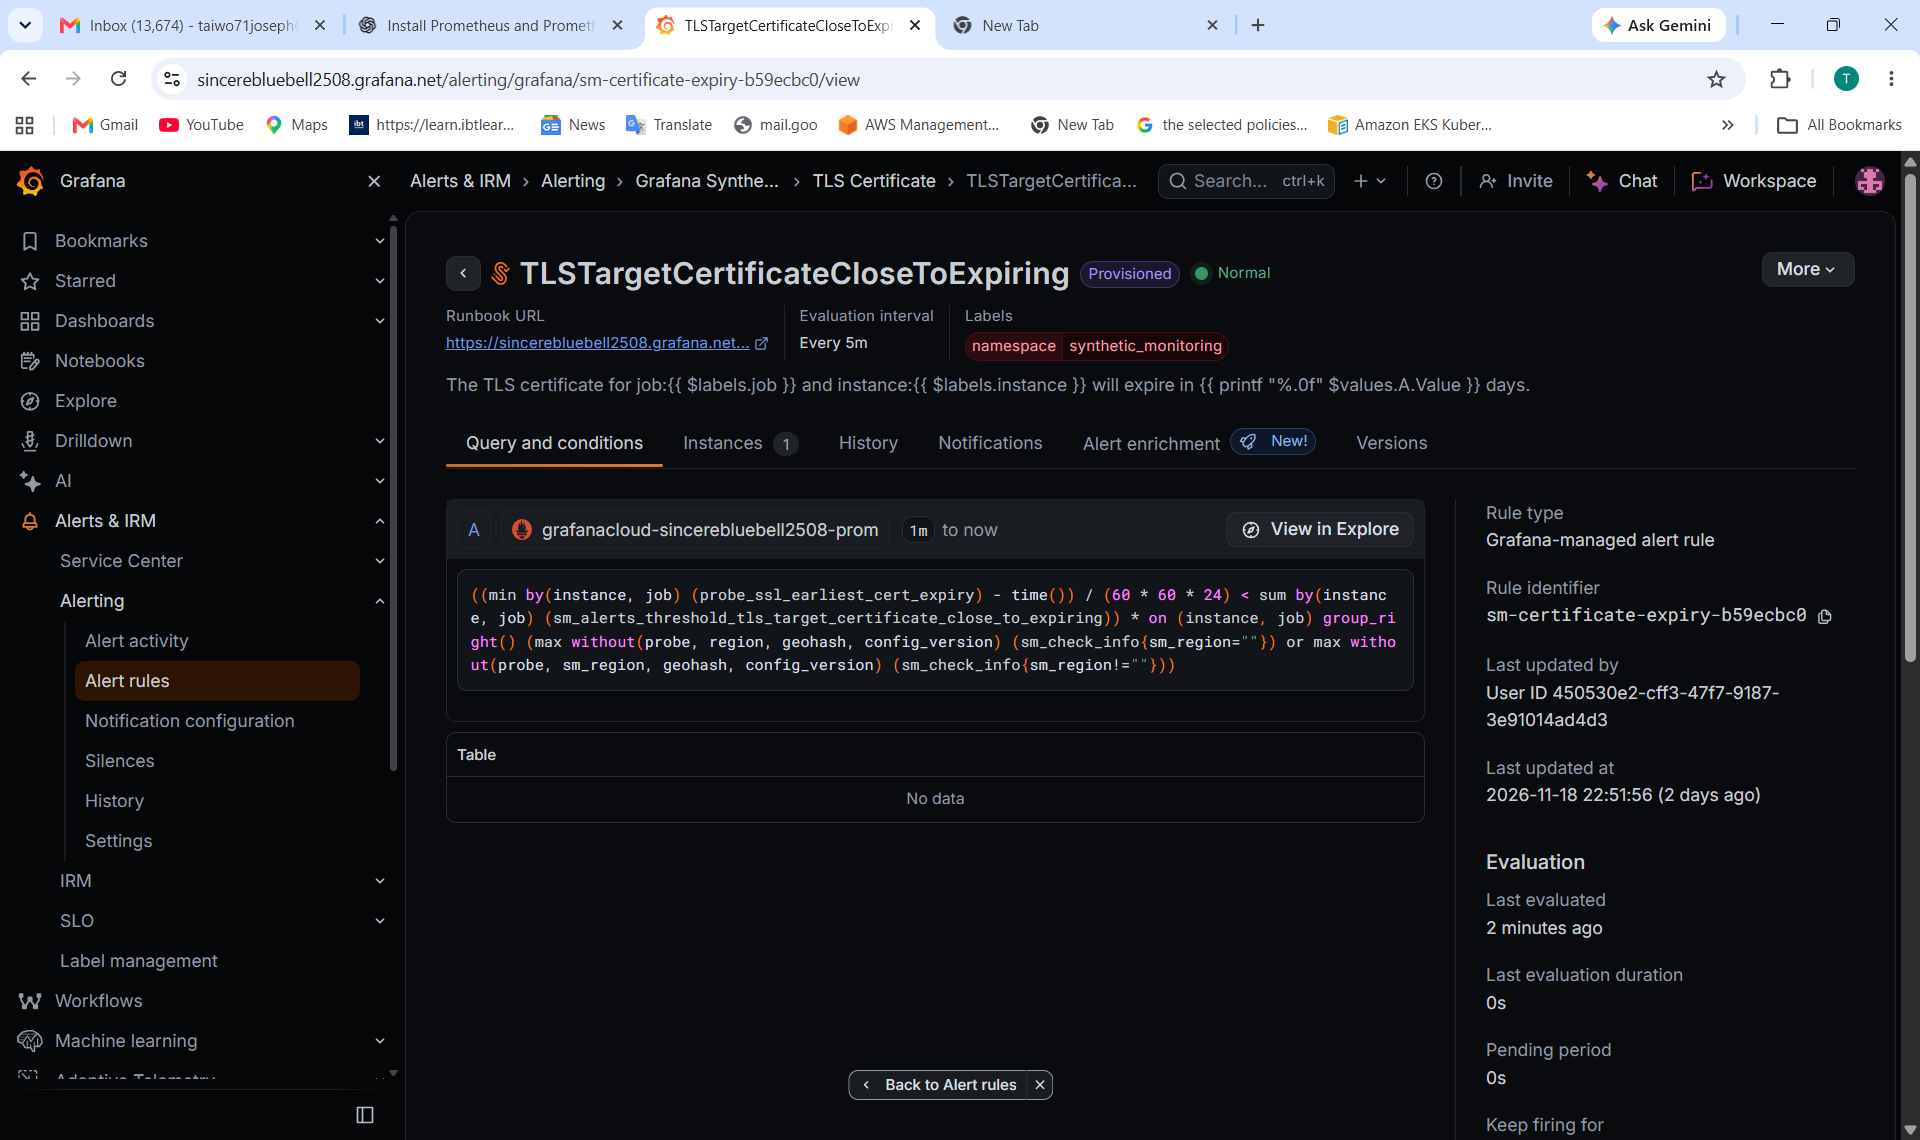 Inbox (13,674) - taiwo71joseph
Install Prometheus and Prometh
TLSTargetCertificateCloseToExpi
New Tab
Ask Gemini
sincerebluebell2508.grafana.net/alerting/grafana/sm-certificate-expiry-b59ecbc0/view
T
Gmail
YouTube
Maps
ibt
https://learn.ibtlear...
News
Translate
mail.goo
AWS Management...
New Tab
the selected policies...
Amazon EKS Kuber...
All Bookmarks
Grafana
Alerts & IRM › Alerting › Grafana Synthe... › TLS Certificate › TLSTargetCertifica...
Search... ctrl+k
Invite
Chat
Workspace
Bookmarks
Starred
Dashboards
Notebooks
Explore
Drilldown
AI
Alerts & IRM
Service Center
Alerting
Alert activity
Alert rules
Notification configuration
Silences
History
Settings
IRM
SLO
Label management
Workflows
Machine learning
Adaptive Telemetry
TLSTargetCertificateCloseToExpiring
Provisioned
Normal
More
Runbook URL
https://sincerebluebell2508.grafana.net...
Evaluation interval
Every 5m
Labels
namespace synthetic_monitoring
The TLS certificate for job:{{ $labels.job }} and instance:{{ $labels.instance }} will expire in {{ printf "%.0f" $values.A.Value }} days.
Query and conditions
Instances 1
History
Notifications
Alert enrichment New!
Versions
A
grafanacloud-sincerebluebell2508-prom
1m to now
View in Explore
((min by(instance, job) (probe_ssl_earliest_cert_expiry) - time()) / (60 * 60 * 24) < sum by(instanc
e, job) (sm_alerts_threshold_tls_target_certificate_close_to_expiring)) * on (instance, job) group_ri
ght() (max without(probe, region, geohash, config_version) (sm_check_info{sm_region=""}) or max witho
ut(probe, sm_region, geohash, config_version) (sm_check_info{sm_region!=""}))
Table
No data
Back to Alert rules
Rule type
Grafana-managed alert rule
Rule identifier
sm-certificate-expiry-b59ecbc0
Last updated by
User ID 450530e2-cff3-47f7-9187-
3e91014ad4d3
Last updated at
2026-11-18 22:51:56 (2 days ago)
Evaluation
Last evaluated
2 minutes ago
Last evaluation duration
0s
Pending period
0s
Keep firing for